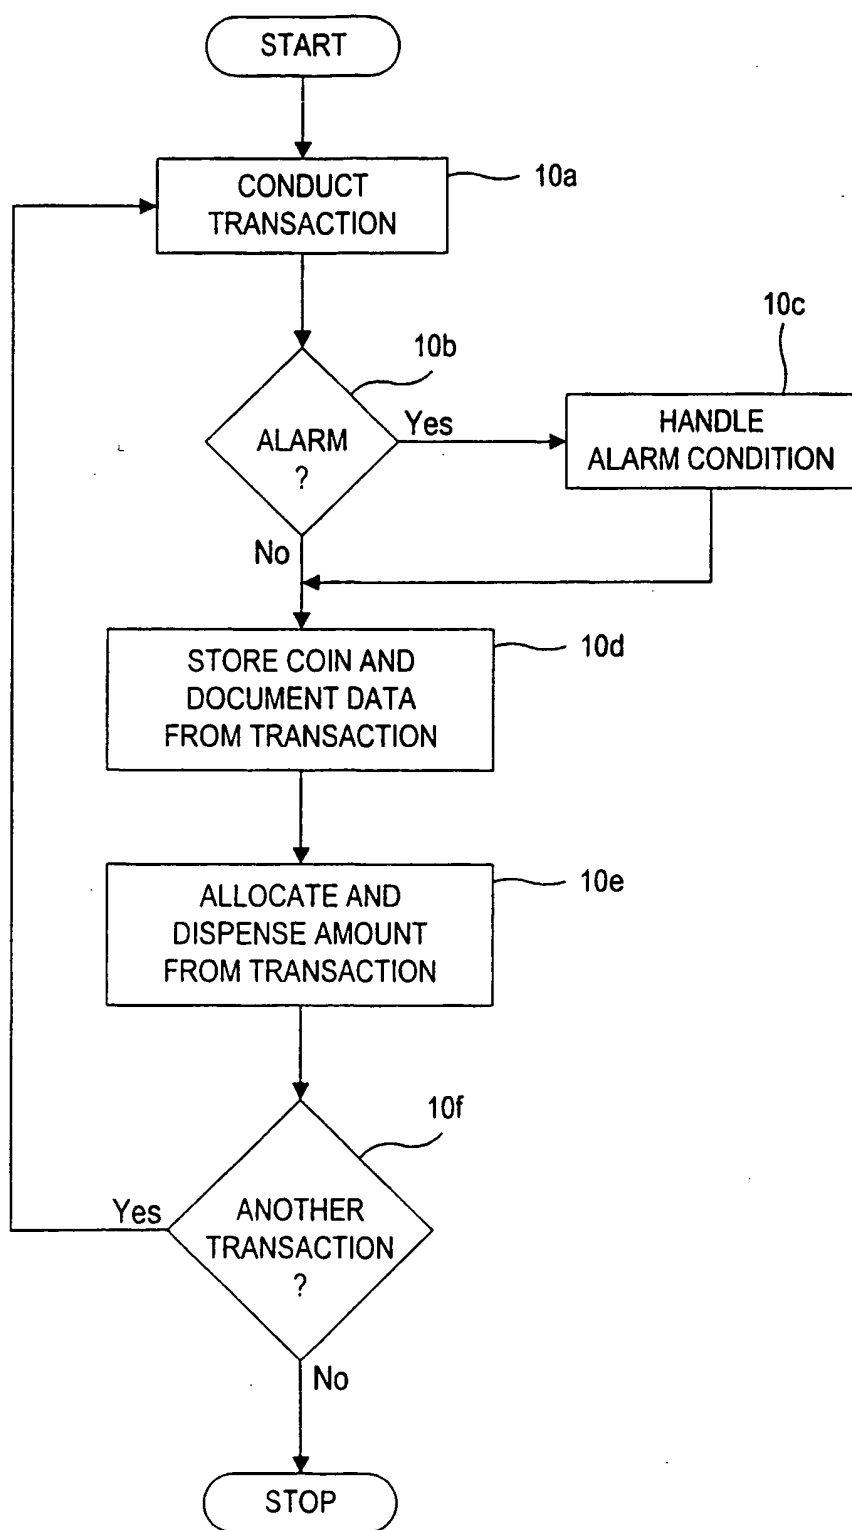 START
CONDUCT
TRANSACTION
10a
10b
10c
ALARM
?
Yes
HANDLE
ALARM CONDITION
No
STORE COIN AND
DOCUMENT DATA
FROM TRANSACTION
10d
ALLOCATE AND
DISPENSE AMOUNT
FROM TRANSACTION
10e
10f
Yes
ANOTHER
TRANSACTION
?
No
STOP